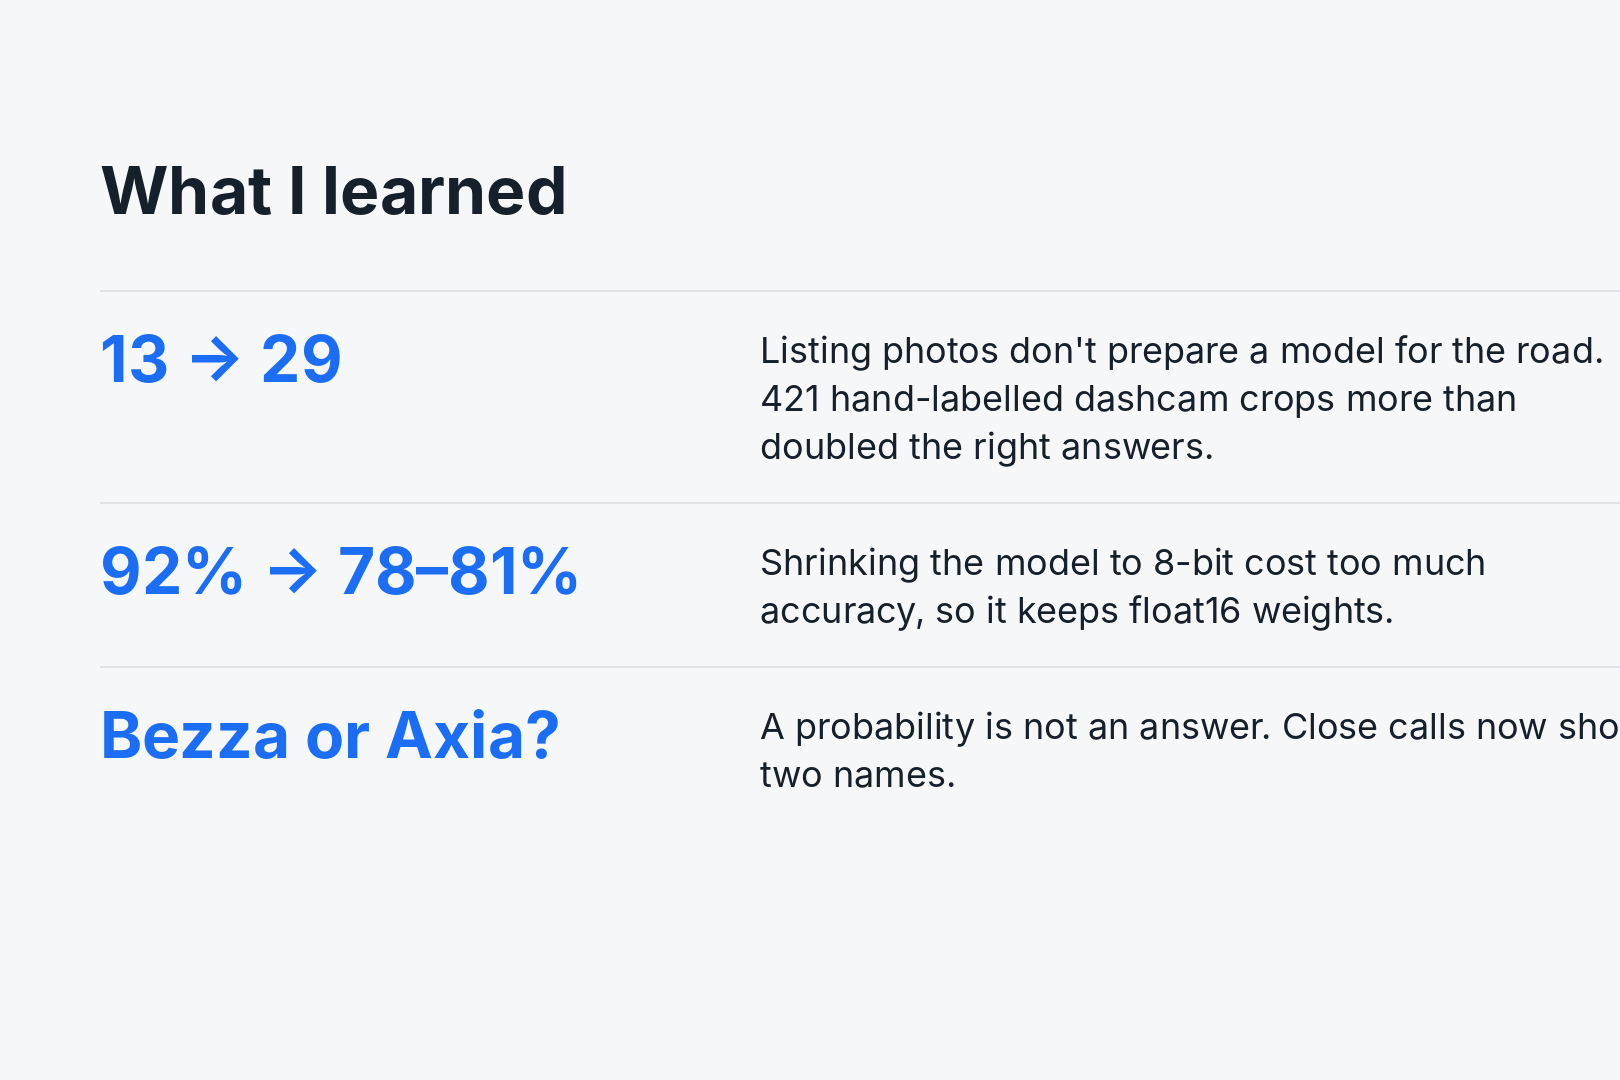 What I learned
13 → 29
Listing photos don't prepare a model for the road.
421 hand-labelled dashcam crops more than
doubled the right answers.
92% → 78–81%
Shrinking the model to 8-bit cost too much
accuracy, so it keeps float16 weights.
Bezza or Axia?
A probability is not an answer. Close calls now
two names.